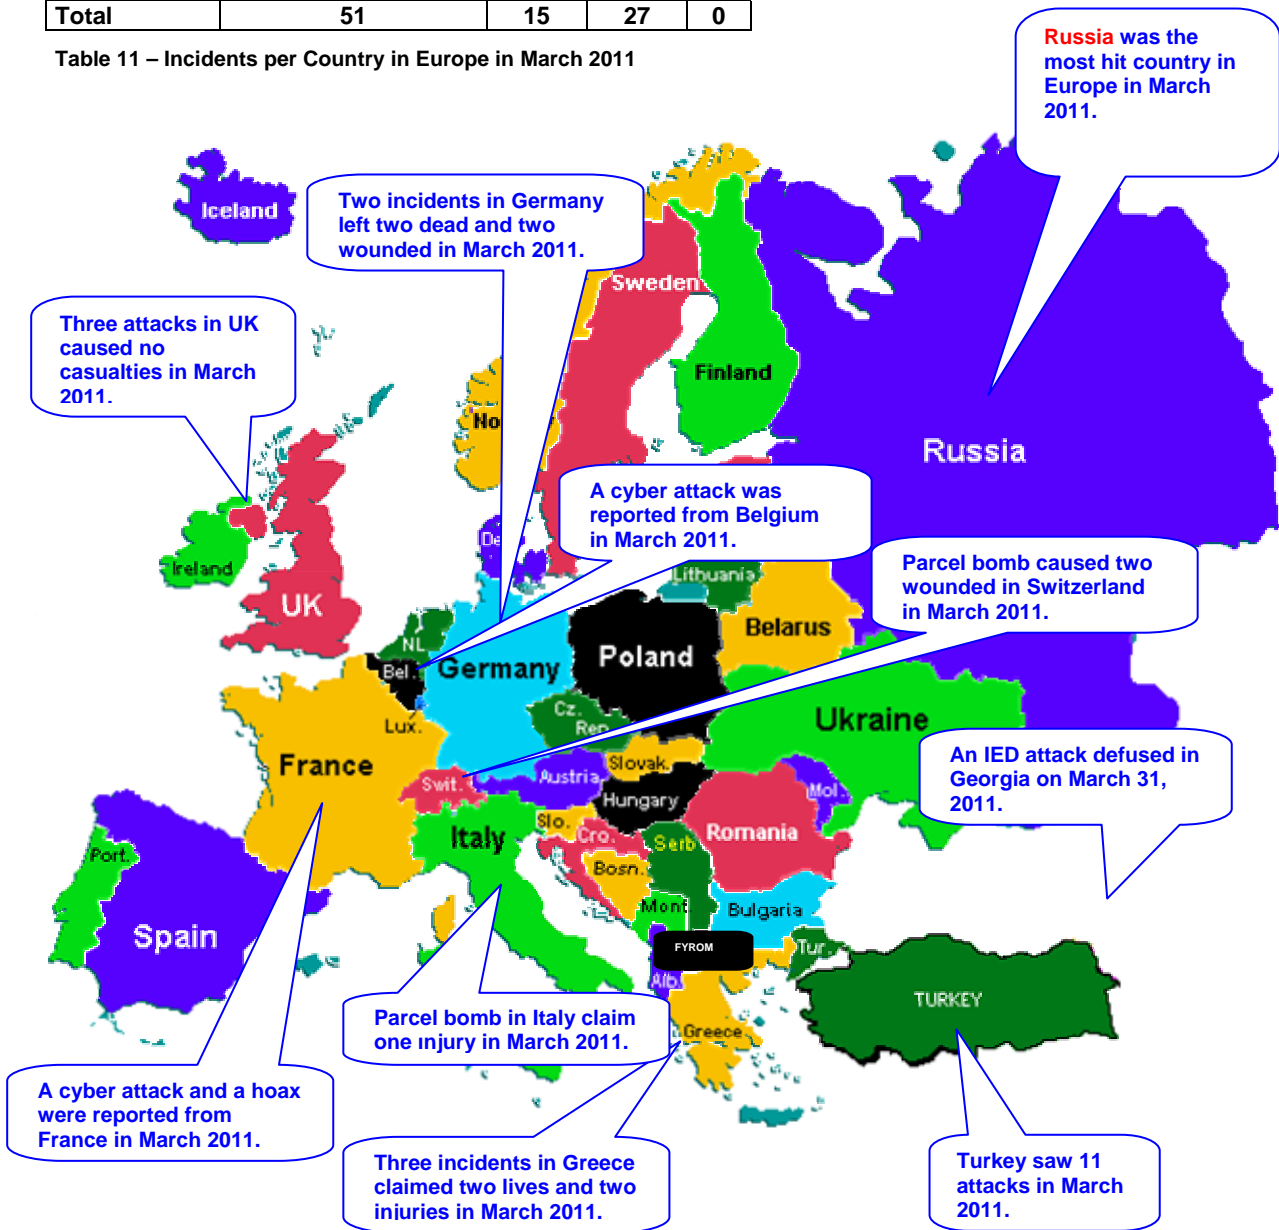 Total 51 15 27 0
Table 11 – Incidents per Country in Europe in March 2011
Russia was the
most hit country in
Europe in March
2011.
Two incidents in Germany
left two dead and two
wounded in March 2011.
Iceland
Sweden
Three attacks in UK
caused no
casualties in March
2011.
Finland
No
Russia
A cyber attack was
reported from Belgium
in March 2011.
De
Ireland
Lithuania
Parcel bomb caused two
wounded in Switzerland
in March 2011.
UK
Belarus
NL
Bel.
Germany
Poland
Cz.
Rep.
Lux.
Ukraine
France
Slovak.
An IED attack defused in
Georgia on March 31,
2011.
Swit.
Austria
Hungary
Mol.
Slo.
Cro.
Italy
Romania
Serb
Port.
Bosn.
Mont.
Bulgaria
Spain
FYROM
Tur.
Alb.
TURKEY
Parcel bomb in Italy claim
one injury in March 2011.
Greece
A cyber attack and a hoax
were reported from
France in March 2011.
Three incidents in Greece
claimed two lives and two
injuries in March 2011.
Turkey saw 11
attacks in March
2011.